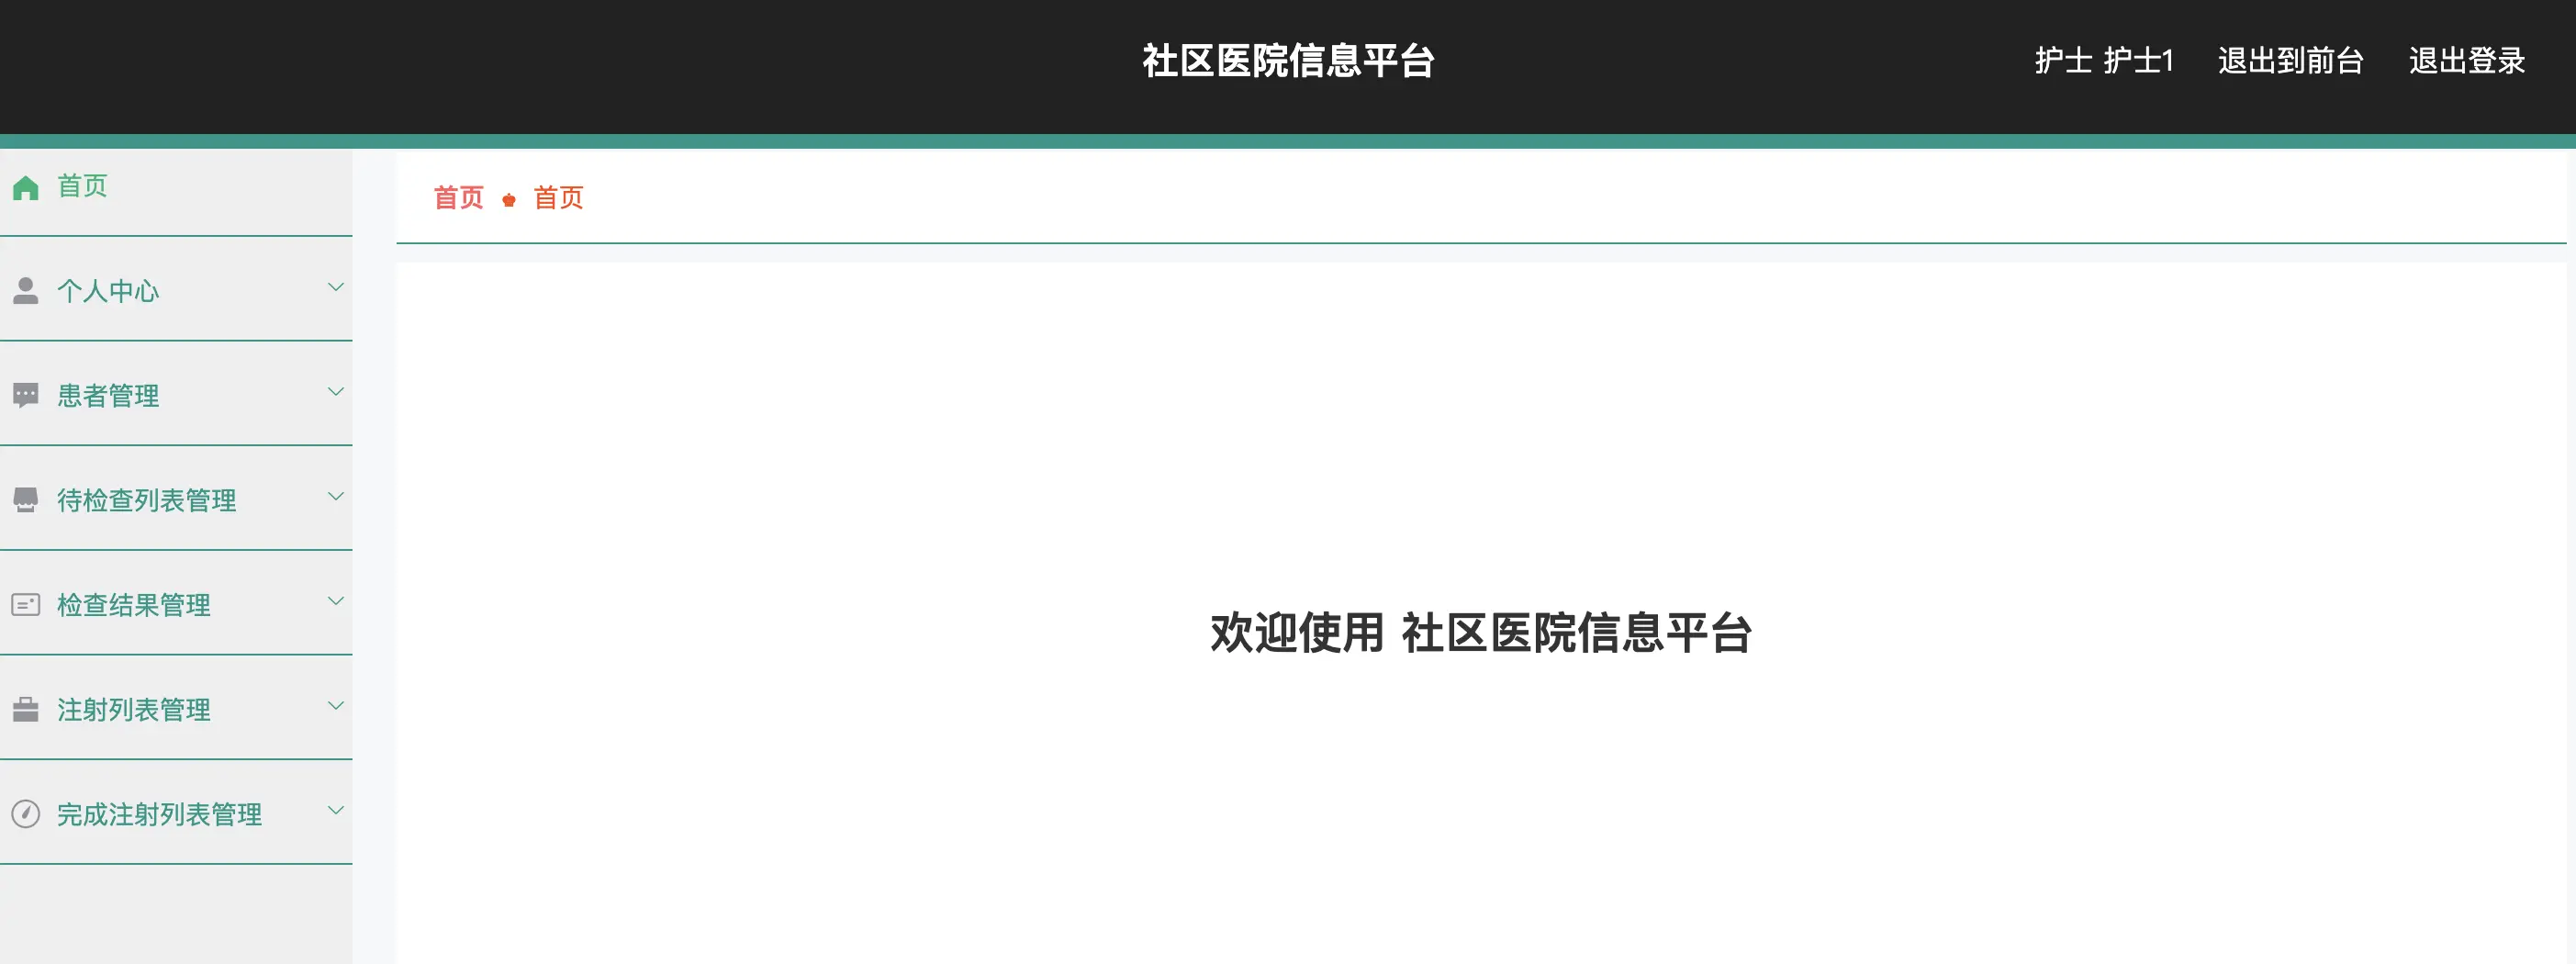 社区医院信息平台
护士 护士1 退出到前台 退出登录
首页
个人中心
患者管理
待检查列表管理
检查结果管理
注射列表管理
完成注射列表管理
首页 首页
欢迎使用 社区医院信息平台